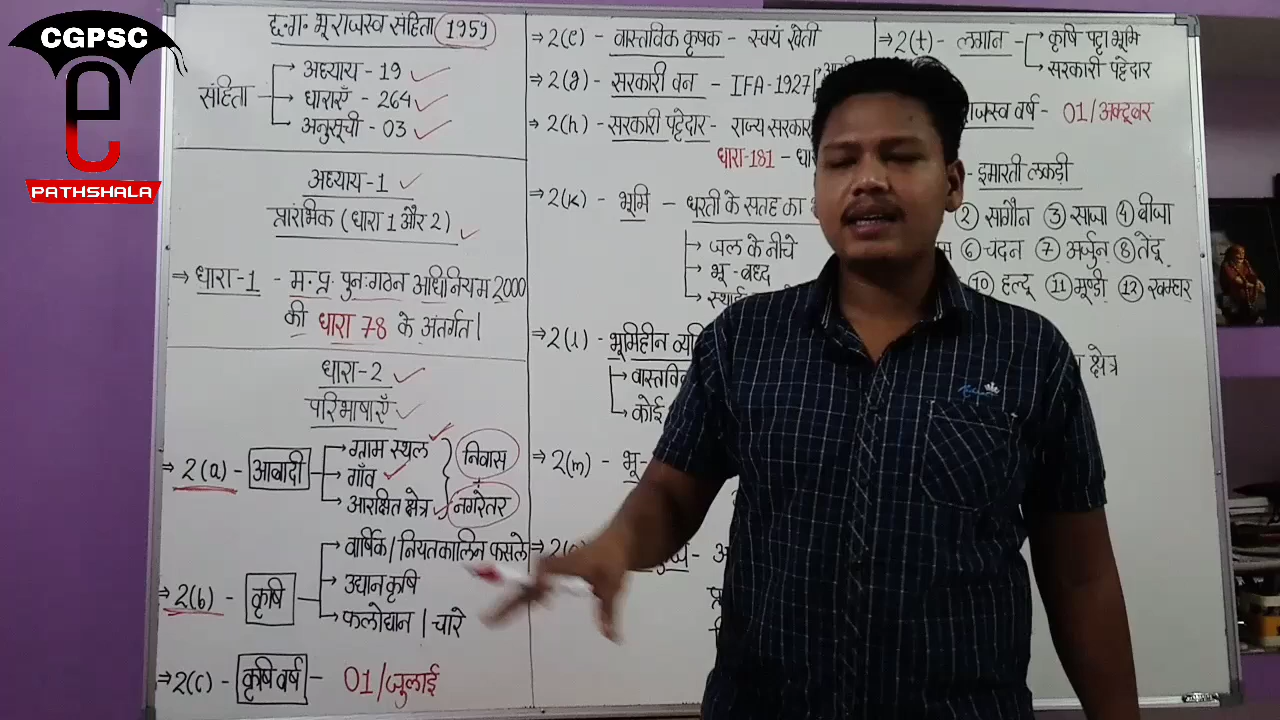 CGPSC
e
PATHSHALA
छ.ग. भू-राजस्व संहिता 1959
संहिता
अध्याय - 19
धाराएँ - 264
अनुसूची - 03
अध्याय-1
प्रारंभिक (धारा 1 और 2)
⇒ धारा-1 - म.प्र. पुनःगठन अधिनियम 2000
की धारा 78 के अंतर्गत।
धारा-2
परिभाषाएँ
⇒ 2(a) - आबादी
ग्राम स्थल
गाँव
आरक्षित क्षेत्र
निवास
नगरेतर
⇒ 2(b) - कृषि
वार्षिक / नियतकालिन फसले
उद्यान कृषि
फलोद्यान / चारे
⇒ 2(c) - कृषि वर्ष - 01/जुलाई
⇒ 2(e) - वास्तविक कृषक - स्वयं खेती
⇒ 2(g) - सरकारी वन - IFA-1927
⇒ 2(h) - सरकारी पट्टेदार - राज्य सरकार
धारा-181
⇒ 2(k) - भूमि - धरती के सतह का
जल के नीचे
भू-बध्द
⇒ 2(l) - भूमिहीन
कोई
⇒ 2(m) - भू-
⇒ 2(t) - लगान
कृषि पट्टा भूमि
सरकारी पट्टेदार
राजस्व वर्ष - 01/अक्टूबर
- इमारती लकड़ी
② सागौन ③ साजा ④ बीजा
⑥ चंदन ⑦ अर्जुन ⑧ तेंदू
⑩ हल्दू ⑪ मूण्डी ⑫ खम्हार
क्षेत्र